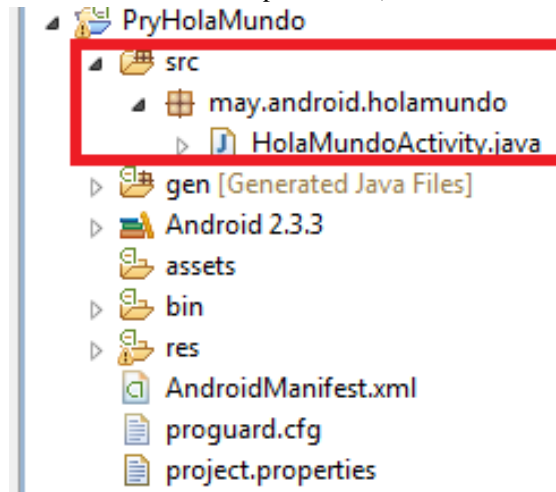 PryHolaMundo
src
may.android.holamundo
HolaMundoActivity.java
gen [Generated Java Files]
Android 2.3.3
assets
bin
res
AndroidManifest.xml
proguard.cfg
project.properties